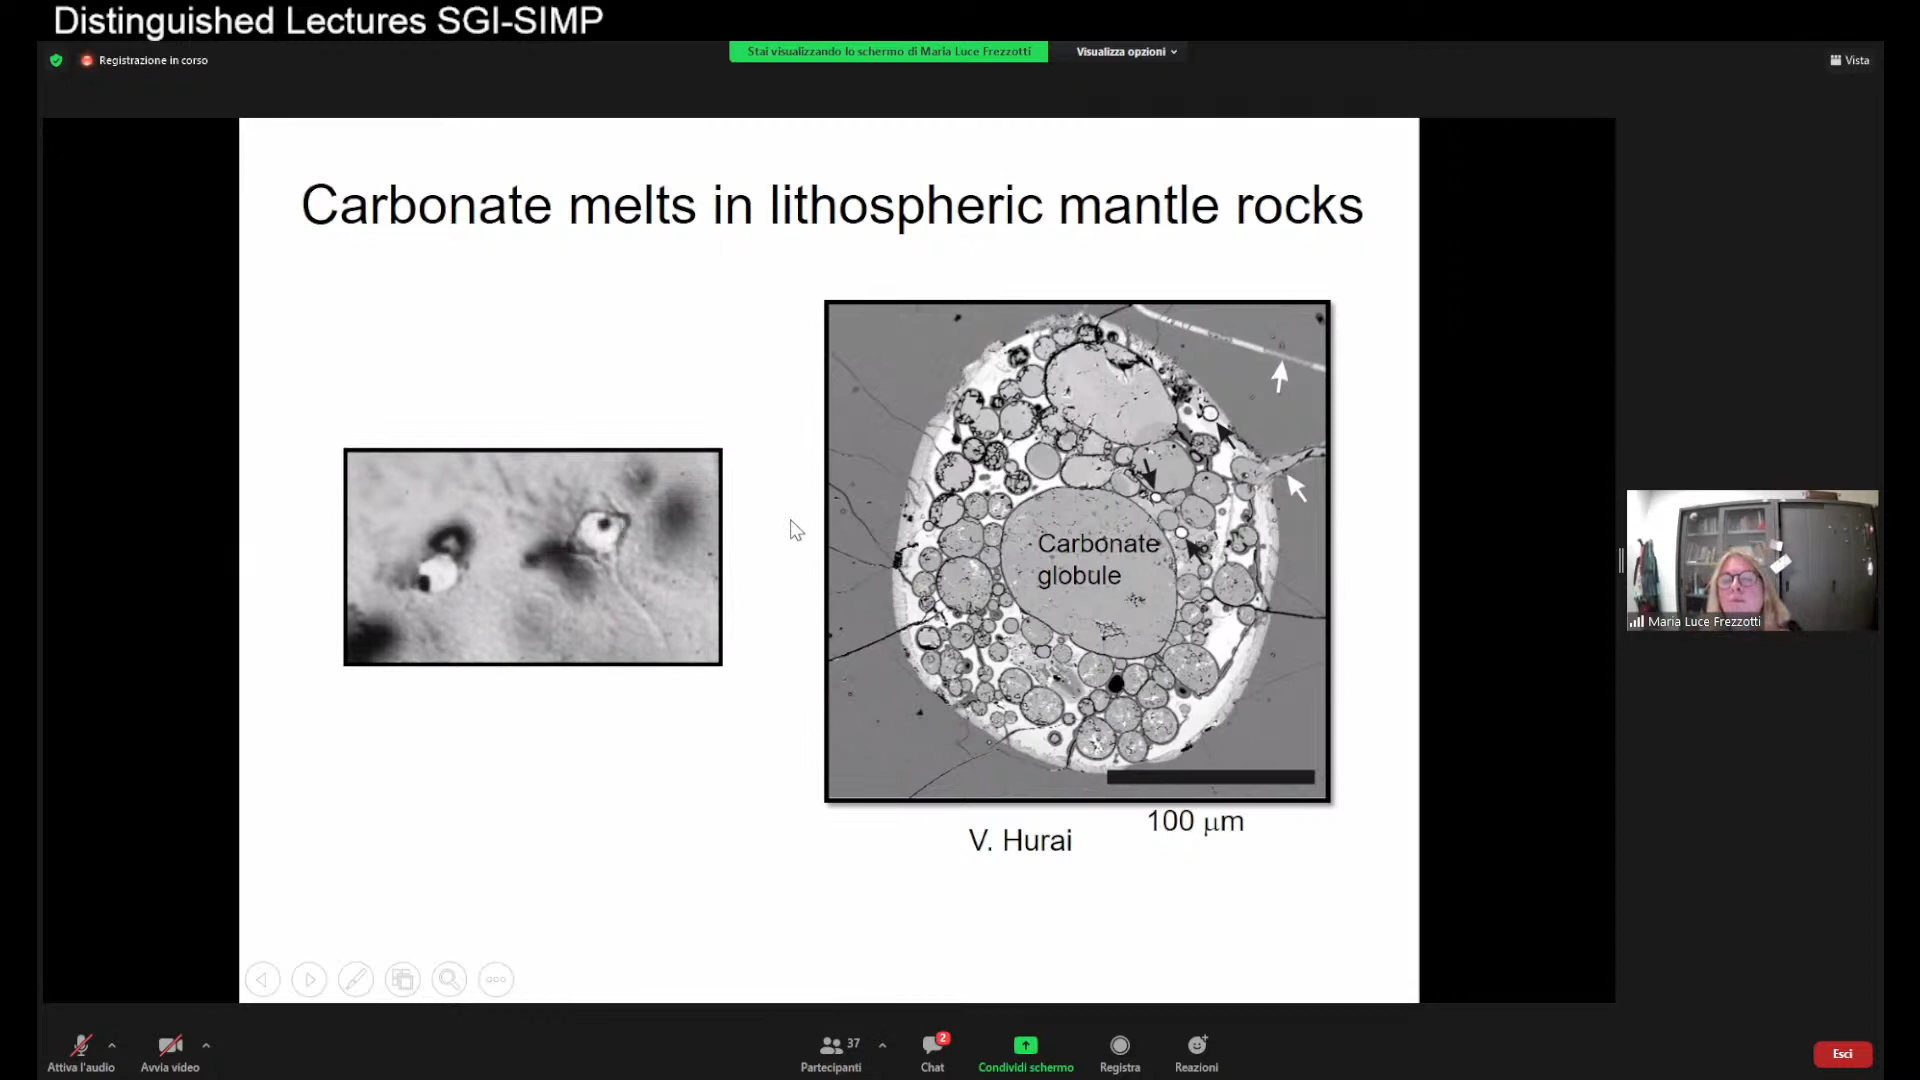 Distinguished Lectures SGI-SIMP
Stai visualizzando lo schermo di Maria Luce Frezzotti
Visualizza opzioni
Registrazione in corso
Vista
Carbonate melts in lithospheric mantle rocks
Carbonate
globule
100 μm
V. Hurai
Maria Luce Frezzotti
Attiva l'audio
Avvia video
37
Partecipanti
2
Chat
Condividi schermo
Registra
Reazioni
Esci